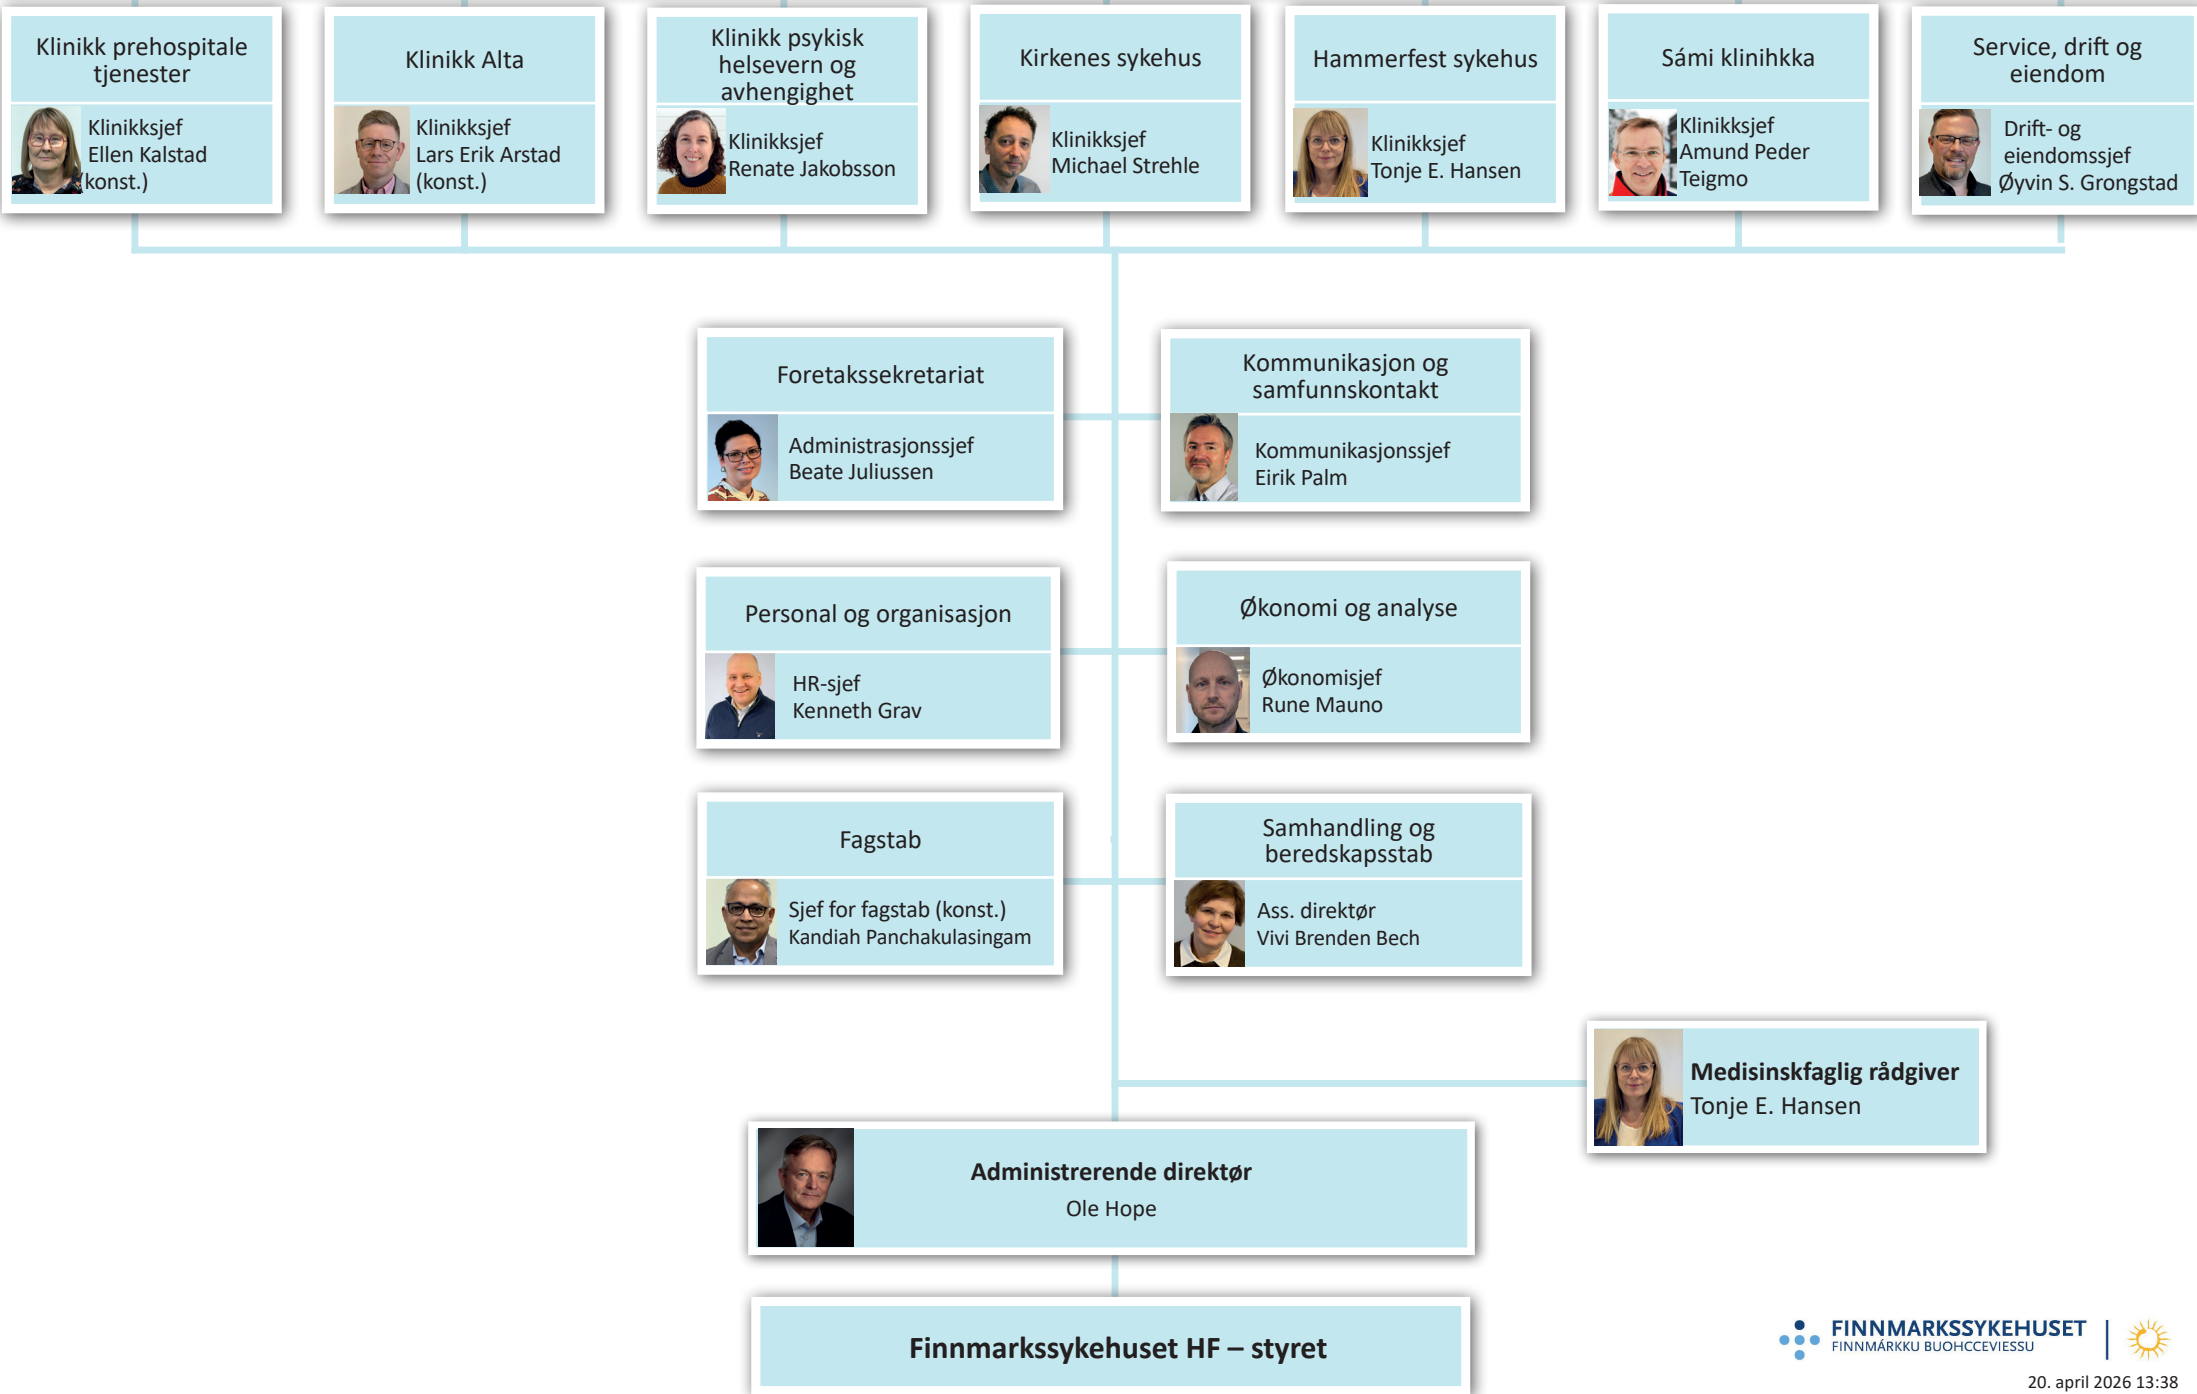 Klinikk prehospitale
tjenester
Klinikksjef
Ellen Kalstad
(konst.)
Klinikk Alta
Klinikksjef
Lars Erik Arstad
(konst.)
Klinikk psykisk
helsevern og
avhengighet
Klinikksjef
Renate Jakobsson
Kirkenes sykehus
Klinikksjef
Michael Strehle
Hammerfest sykehus
Klinikksjef
Tonje E. Hansen
Sámi klinihkka
Klinikksjef
Amund Peder
Teigmo
Service, drift og
eiendom
Drift- og
eiendomssjef
Øyvin S. Grongstad
Foretakssekretariat
Administrasjonssjef
Beate Juliussen
Kommunikasjon og
samfunnskontakt
Kommunikasjonssjef
Eirik Palm
Personal og organisasjon
HR-sjef
Kenneth Grav
Økonomi og analyse
Økonomisjef
Rune Mauno
Fagstab
Sjef for fagstab (konst.)
Kandiah Panchakulasingam
Samhandling og
beredskapsstab
Ass. direktør
Vivi Brenden Bech
Medisinskfaglig rådgiver
Tonje E. Hansen
Administrerende direktør
Ole Hope
Finnmarkssykehuset HF – styret
FINNMARKSSYKEHUSET
FINNMÁRKKU BUOHCCEVIESSU
20. april 2026 13:38